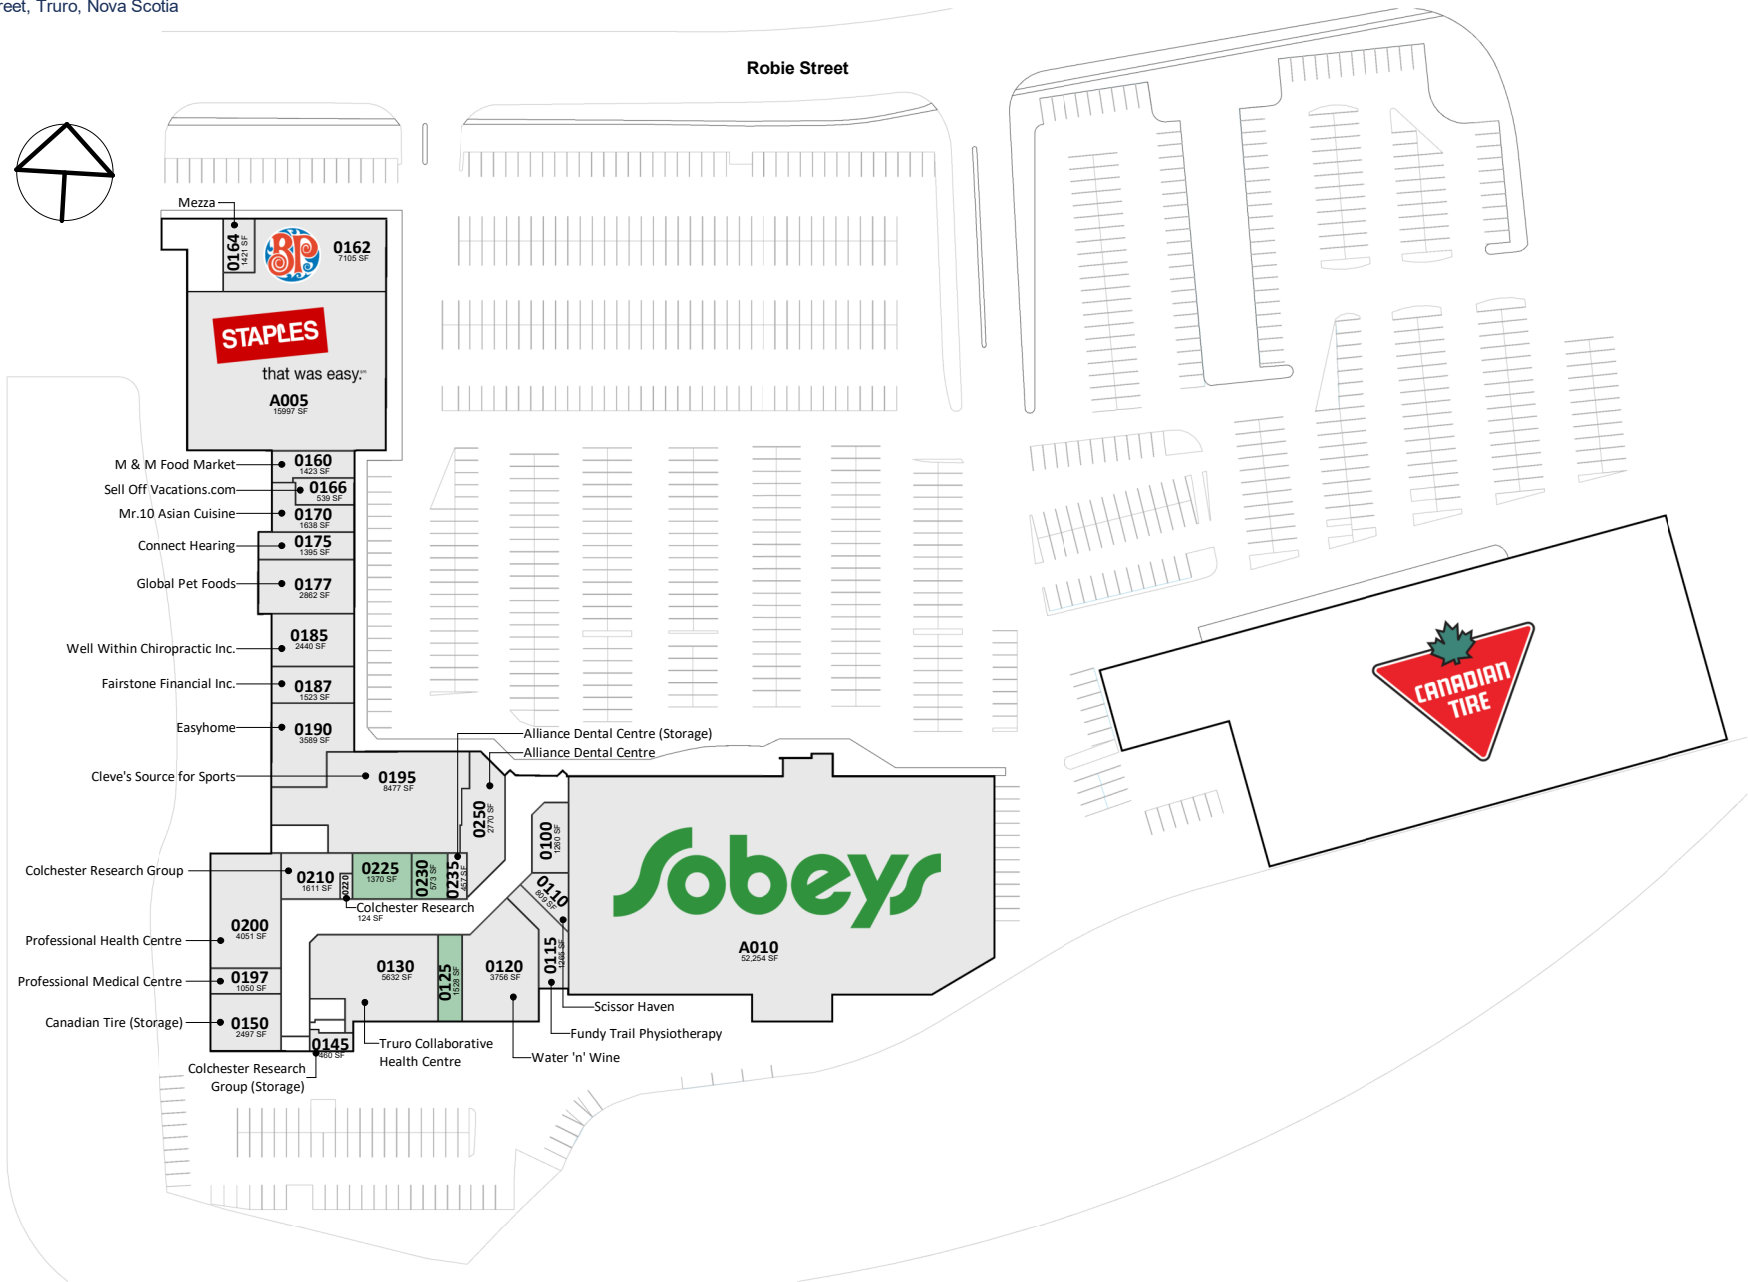 reet, Truro, Nova Scotia
Robie Street
Mezza
0164
1421 SF
BP
0162
7105 SF
STAPLES
that was easy.
A005
15997 SF
M & M Food Market
0160
1423 SF
Sell Off Vacations.com
0166
539 SF
Mr.10 Asian Cuisine
0170
1638 SF
Connect Hearing
0175
1395 SF
Global Pet Foods
0177
2862 SF
Well Within Chiropractic Inc.
0185
2440 SF
Fairstone Financial Inc.
0187
1523 SF
Easyhome
0190
3589 SF
Alliance Dental Centre (Storage)
Alliance Dental Centre
Cleve's Source for Sports
0195
8477 SF
0250
2770 SF
0100
1260 SF
Sobeys
A010
52,254 SF
CANADIAN
TIRE
Colchester Research Group
0210
1611 SF
0220
0225
1370 SF
0230
573 SF
0235
457 SF
Colchester Research
124 SF
0110
809 SF
0200
4051 SF
Professional Health Centre
0130
5632 SF
0125
1528 SF
0120
3756 SF
0115
Professional Medical Centre
0197
1050 SF
Canadian Tire (Storage)
0150
2497 SF
0145
460 SF
Scissor Haven
Fundy Trail Physiotherapy
Water 'n' Wine
Truro Collaborative
Health Centre
Colchester Research
Group (Storage)